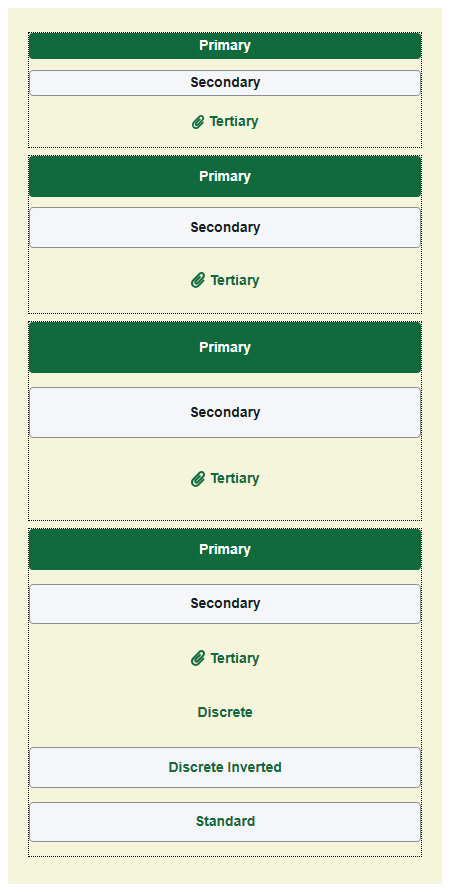 Primary
Secondary
Tertiary
Primary
Secondary
Tertiary
Primary
Secondary
Tertiary
Primary
Secondary
Tertiary
Discrete
Discrete Inverted
Standard